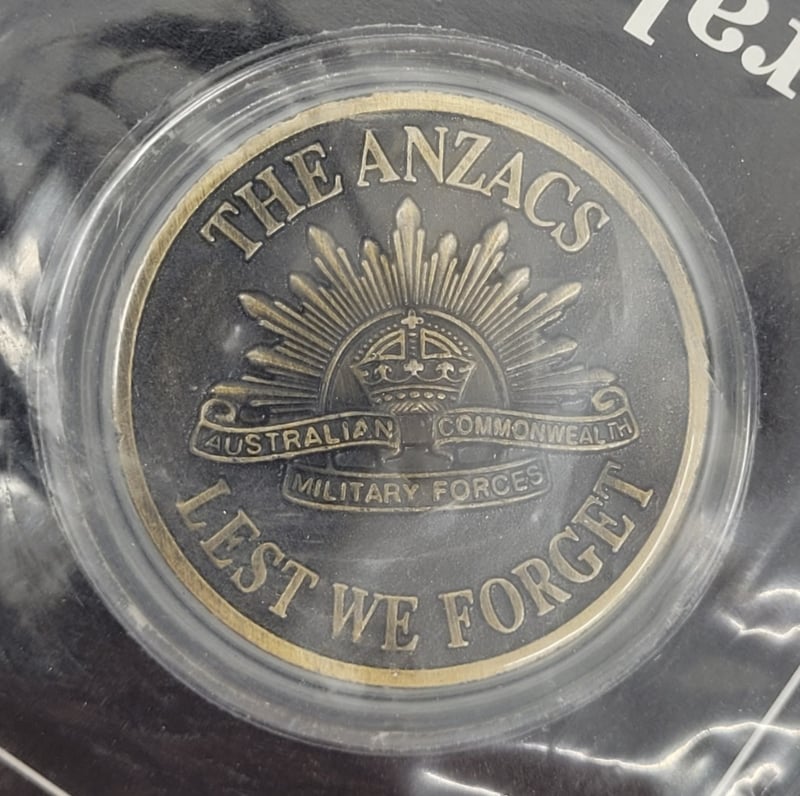 THE ANZACS
AUSTRALIAN COMMONWEALTH
MILITARY FORCES
LEST WE FORGET